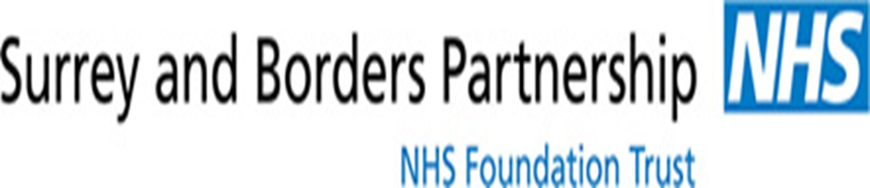 Surrey and Borders Partnership NHS
NHS Foundation Trust